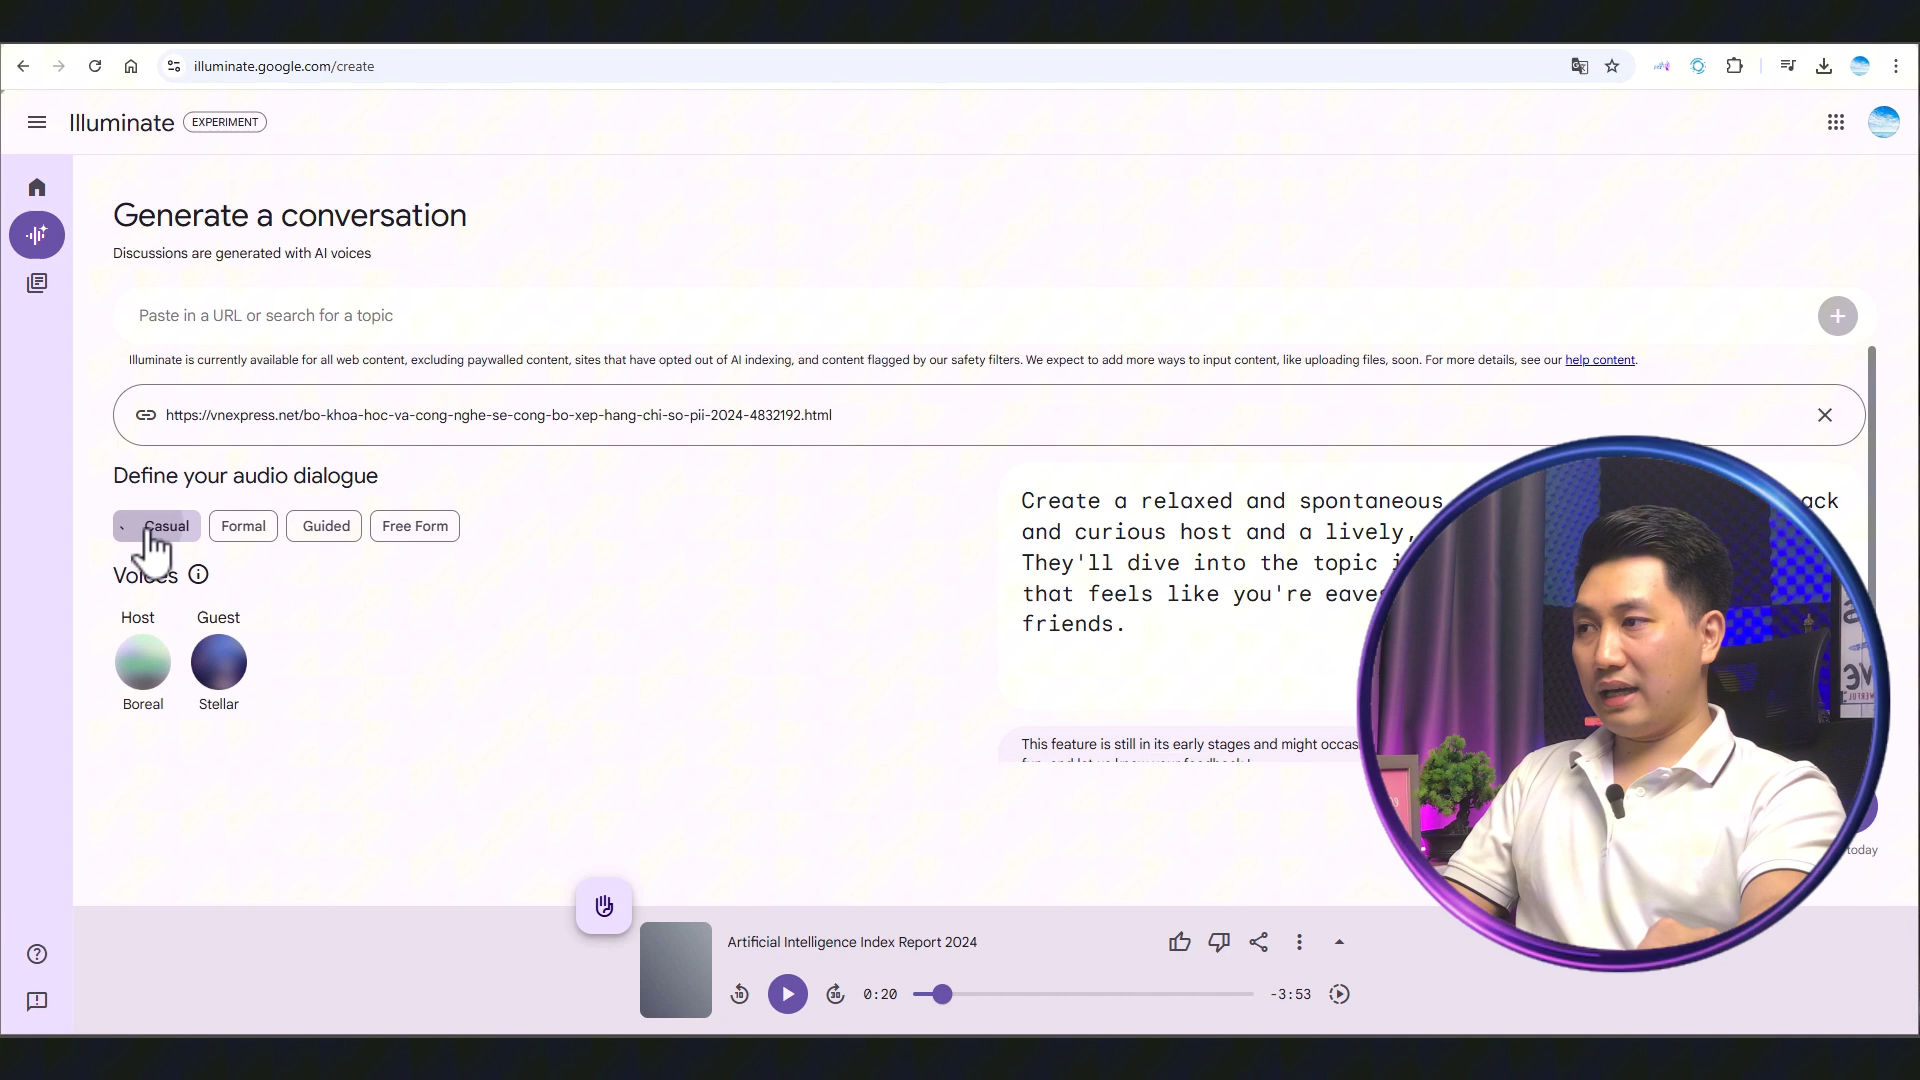 illuminate.google.com/create
Illuminate EXPERIMENT
Generate a conversation
Discussions are generated with AI voices
Paste in a URL or search for a topic
Illuminate is currently available for all web content, excluding paywalled content, sites that have opted out of AI indexing, and content flagged by our safety filters. We expect to add more ways to input content, like uploading files, soon. For more details, see our help content.
https://vnexpress.net/bo-khoa-hoc-va-cong-nghe-se-cong-bo-xep-hang-chi-so-pii-2024-4832192.html
Define your audio dialogue
Casual Formal Guided Free Form
Voices
Host Guest
Boreal Stellar
Create a relaxed and spontaneous
and curious host and a lively,
They'll dive into the topic
that feels like you're
friends.
This feature is still in its early stages and might
today
Artificial Intelligence Index Report 2024
10 30 0:20 -3:53